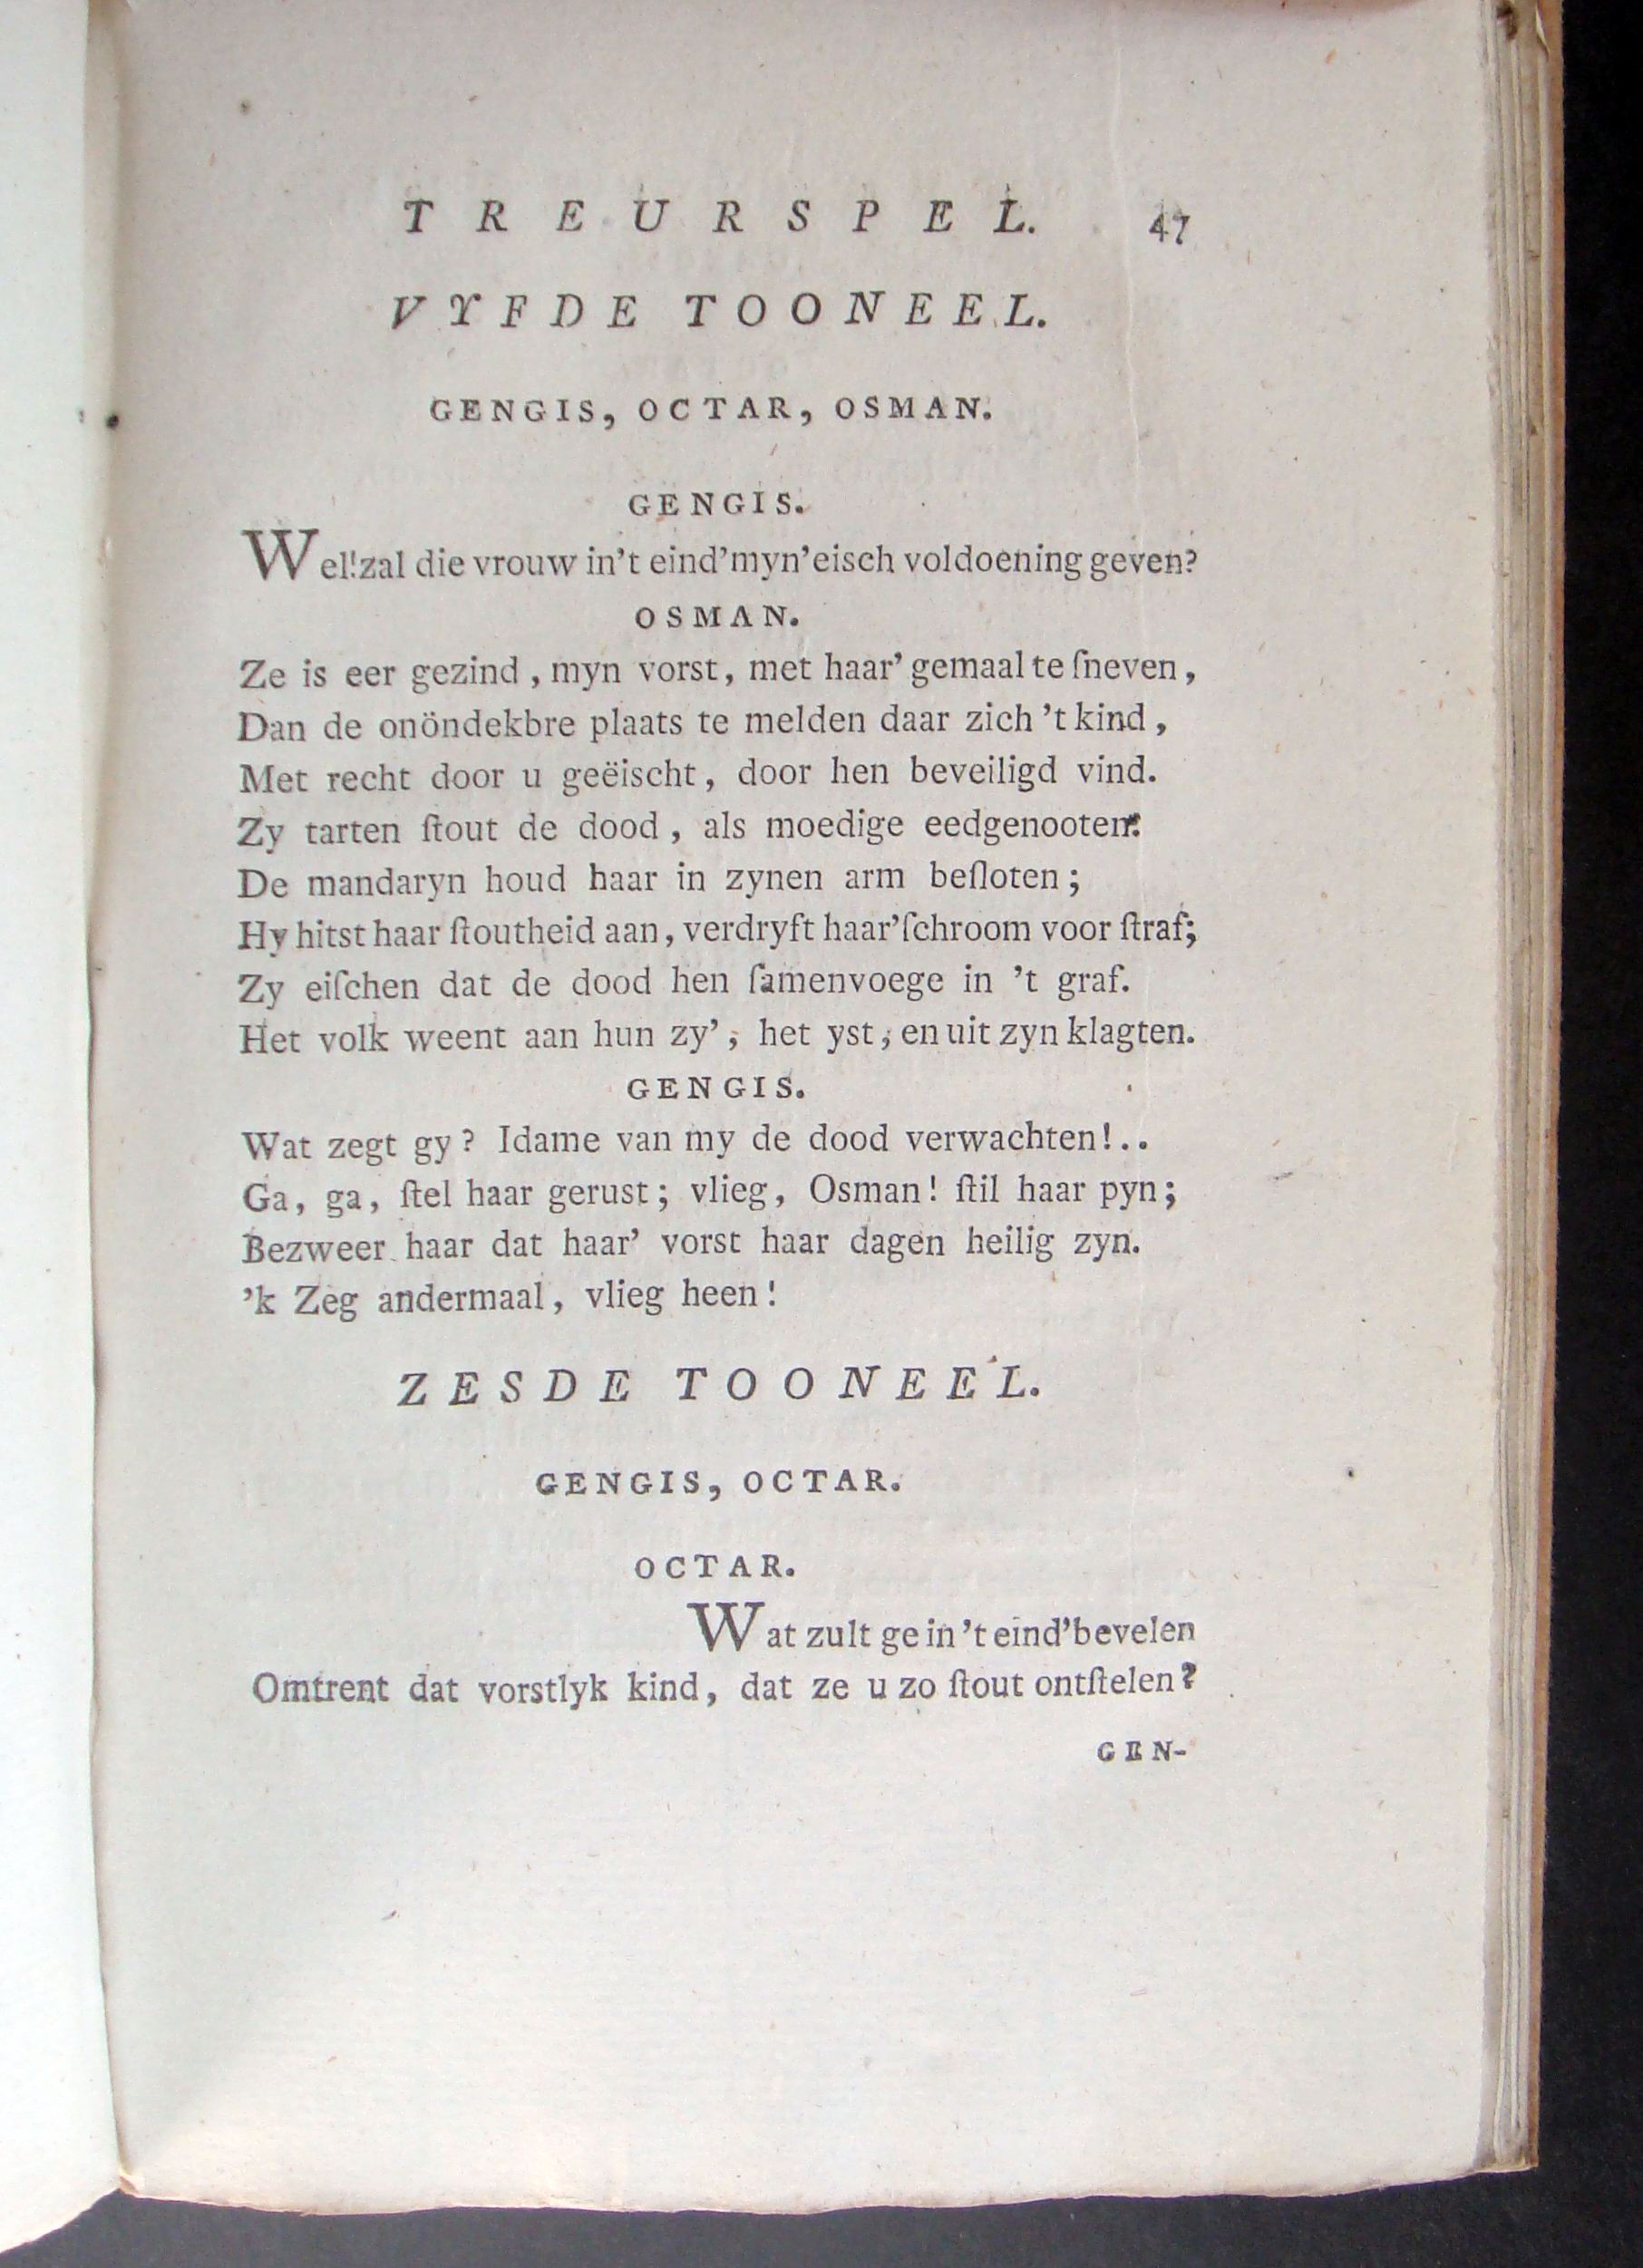 TREURSPEL. 47
VYFDE TOONEEL.
GENGIS, OCTAR, OSMAN.
GENGIS.
Wel! zal die vrouw in 't eind' myn' eisch voldoening geven?
OSMAN.
Ze is eer gezind, myn vorst, met haar' gemaal te ſneven,
Dan de onöndekbre plaats te melden daar zich 't kind,
Met recht door u geëischt, door hen beveiligd vind.
Zy tarten ſtout de dood, als moedige eedgenooten:
De mandaryn houd haar in zynen arm beſloten;
Hy hitst haar ſtoutheid aan, verdryft haar' ſchroom voor ſtraf;
Zy eiſchen dat de dood hen ſamenvoege in 't graf.
Het volk weent aan hun zy', het yst, en uit zyn klagten.
GENGIS.
Wat zegt gy? Idame van my de dood verwachten!..
Ga, ga, ſtel haar gerust; vlieg, Osman! ſtil haar pyn;
Bezweer haar dat haar' vorst haar dagen heilig zyn.
'k Zeg andermaal, vlieg heen!
ZESDE TOONEEL.
GENGIS, OCTAR.
OCTAR.
Wat zult ge in 't eind' bevelen
Omtrent dat vorstlyk kind, dat ze u zo ſtout ontſtelen?
GEN-